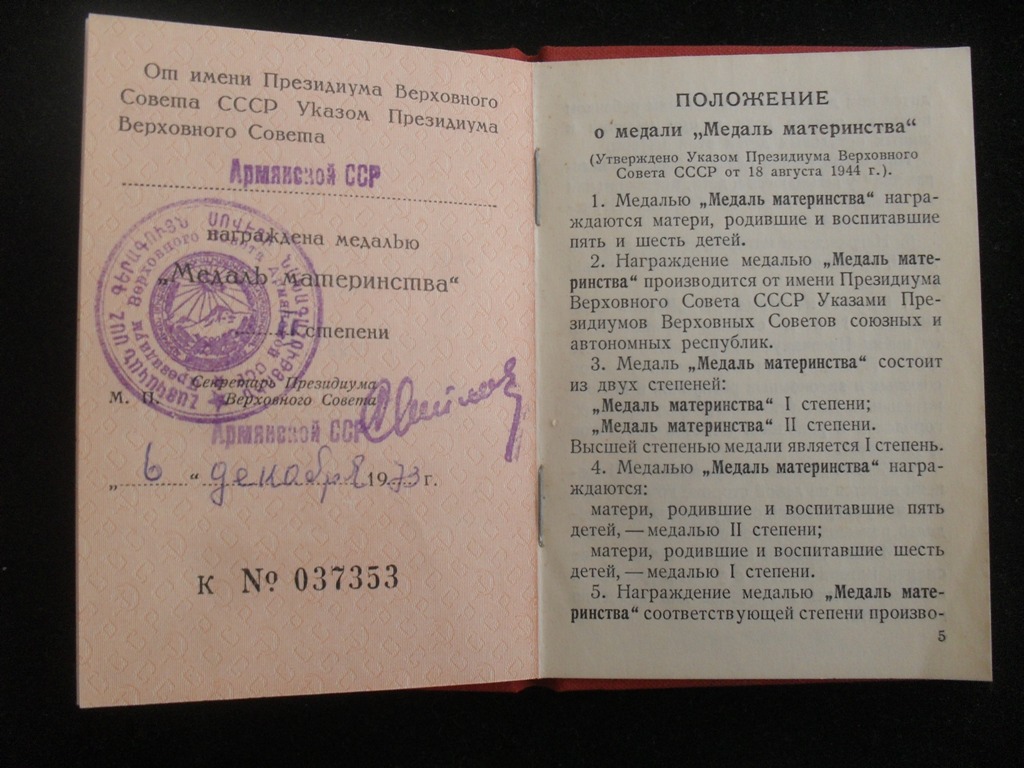 От имени Президиума Верховного
Совета СССР Указом Президиума
Верховного Совета
Армянской ССР
награждена медалью
„Медаль материнства“
степени
Секретарь Президиума
М. П. Верховного Совета
Армянской ССР
„ 6 “ декабря 1973 г.
К № 037353
ПОЛОЖЕНИЕ
о медали „Медаль материнства“
(Утверждено Указом Президиума Верховного
Совета СССР от 18 августа 1944 г.).
1. Медалью „Медаль материнства“ награ-
ждаются матери, родившие и воспитавшие
пять и шесть детей.
2. Награждение медалью „Медаль мате-
ринства“ производится от имени Президиума
Верховного Совета СССР Указами Пре-
зидиумов Верховных Советов союзных и
автономных республик.
3. Медаль „Медаль материнства“ состоит
из двух степеней:
„Медаль материнства“ I степени;
„Медаль материнства“ II степени.
Высшей степенью медали является I степень.
4. Медалью „Медаль материнства“ награ-
ждаются:
матери, родившие и воспитавшие пять
детей, — медалью II степени;
матери, родившие и воспитавшие шесть
детей, — медалью I степени.
5. Награждение медалью „Медаль мате-
ринства“ соответствующей степени произво-
5